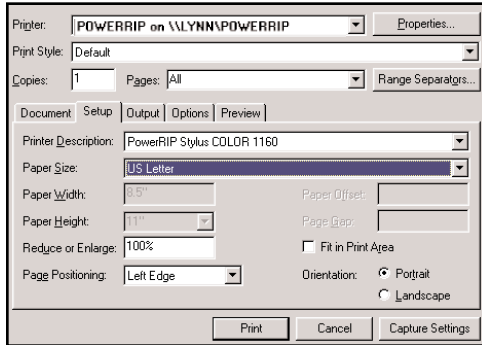 Printer: POWERRIP on \\LYNN\POWERRIP Properties...
Print Style: Default
Copies: 1 Pages: All Range Separators...
Document Setup Output Options Preview
Printer Description: PowerRIP Stylus COLOR 1160
Paper Size: US Letter
Paper Width: 8.5" Paper Offset:
Paper Height: 11" Page Gap:
Reduce or Enlarge: 100% Fit in Print Area
Page Positioning: Left Edge Orientation: Portrait
Landscape
Print Cancel Capture Settings